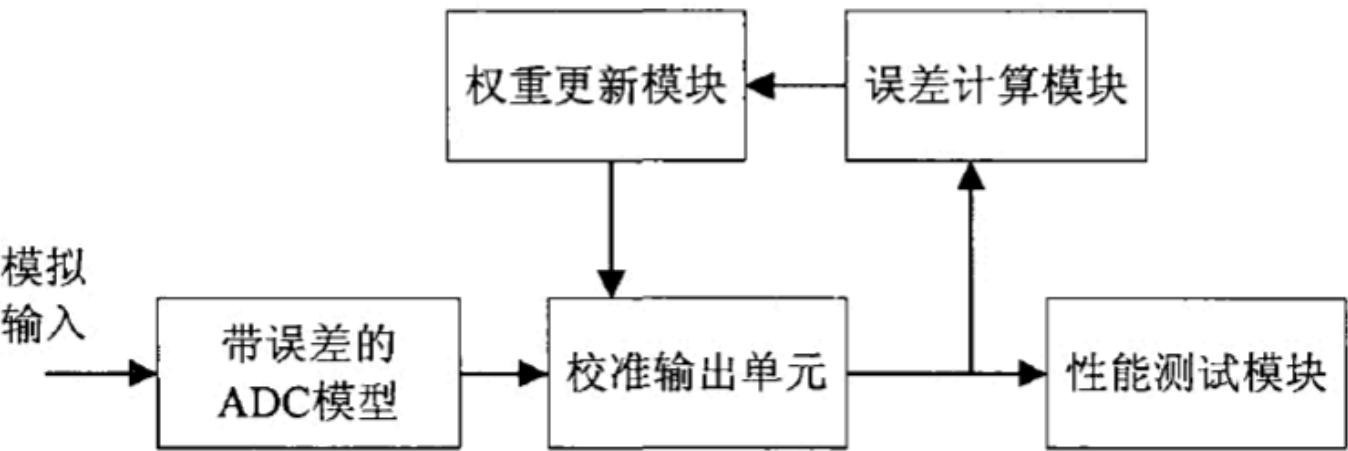 权重更新模块
误差计算模块
模拟
输入
带误差的
ADC模型
校准输出单元
性能测试模块